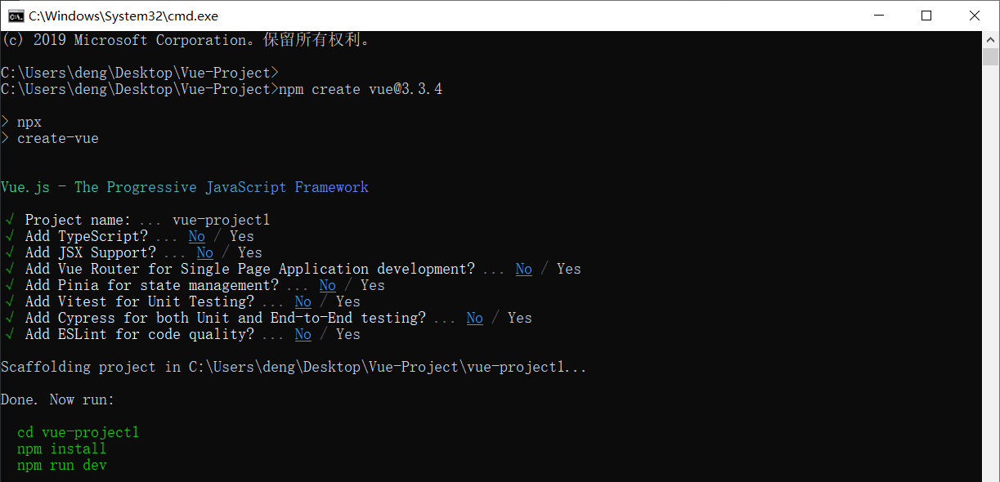 C:\Windows\System32\cmd.exe
(c) 2019 Microsoft Corporation。保留所有权利。
C:\Users\deng\Desktop\Vue-Project>
C:\Users\deng\Desktop\Vue-Project>npm create vue@3.3.4
> npx
> create-vue
Vue.js - The Progressive JavaScript Framework
√ Project name: ... vue-project1
√ Add TypeScript? ... No / Yes
√ Add JSX Support? ... No / Yes
√ Add Vue Router for Single Page Application development? ... No / Yes
√ Add Pinia for state management? ... No / Yes
√ Add Vitest for Unit Testing? ... No / Yes
√ Add Cypress for both Unit and End-to-End testing? ... No / Yes
√ Add ESLint for code quality? ... No / Yes
Scaffolding project in C:\Users\deng\Desktop\Vue-Project\vue-project1...
Done. Now run:
cd vue-project1
npm install
npm run dev